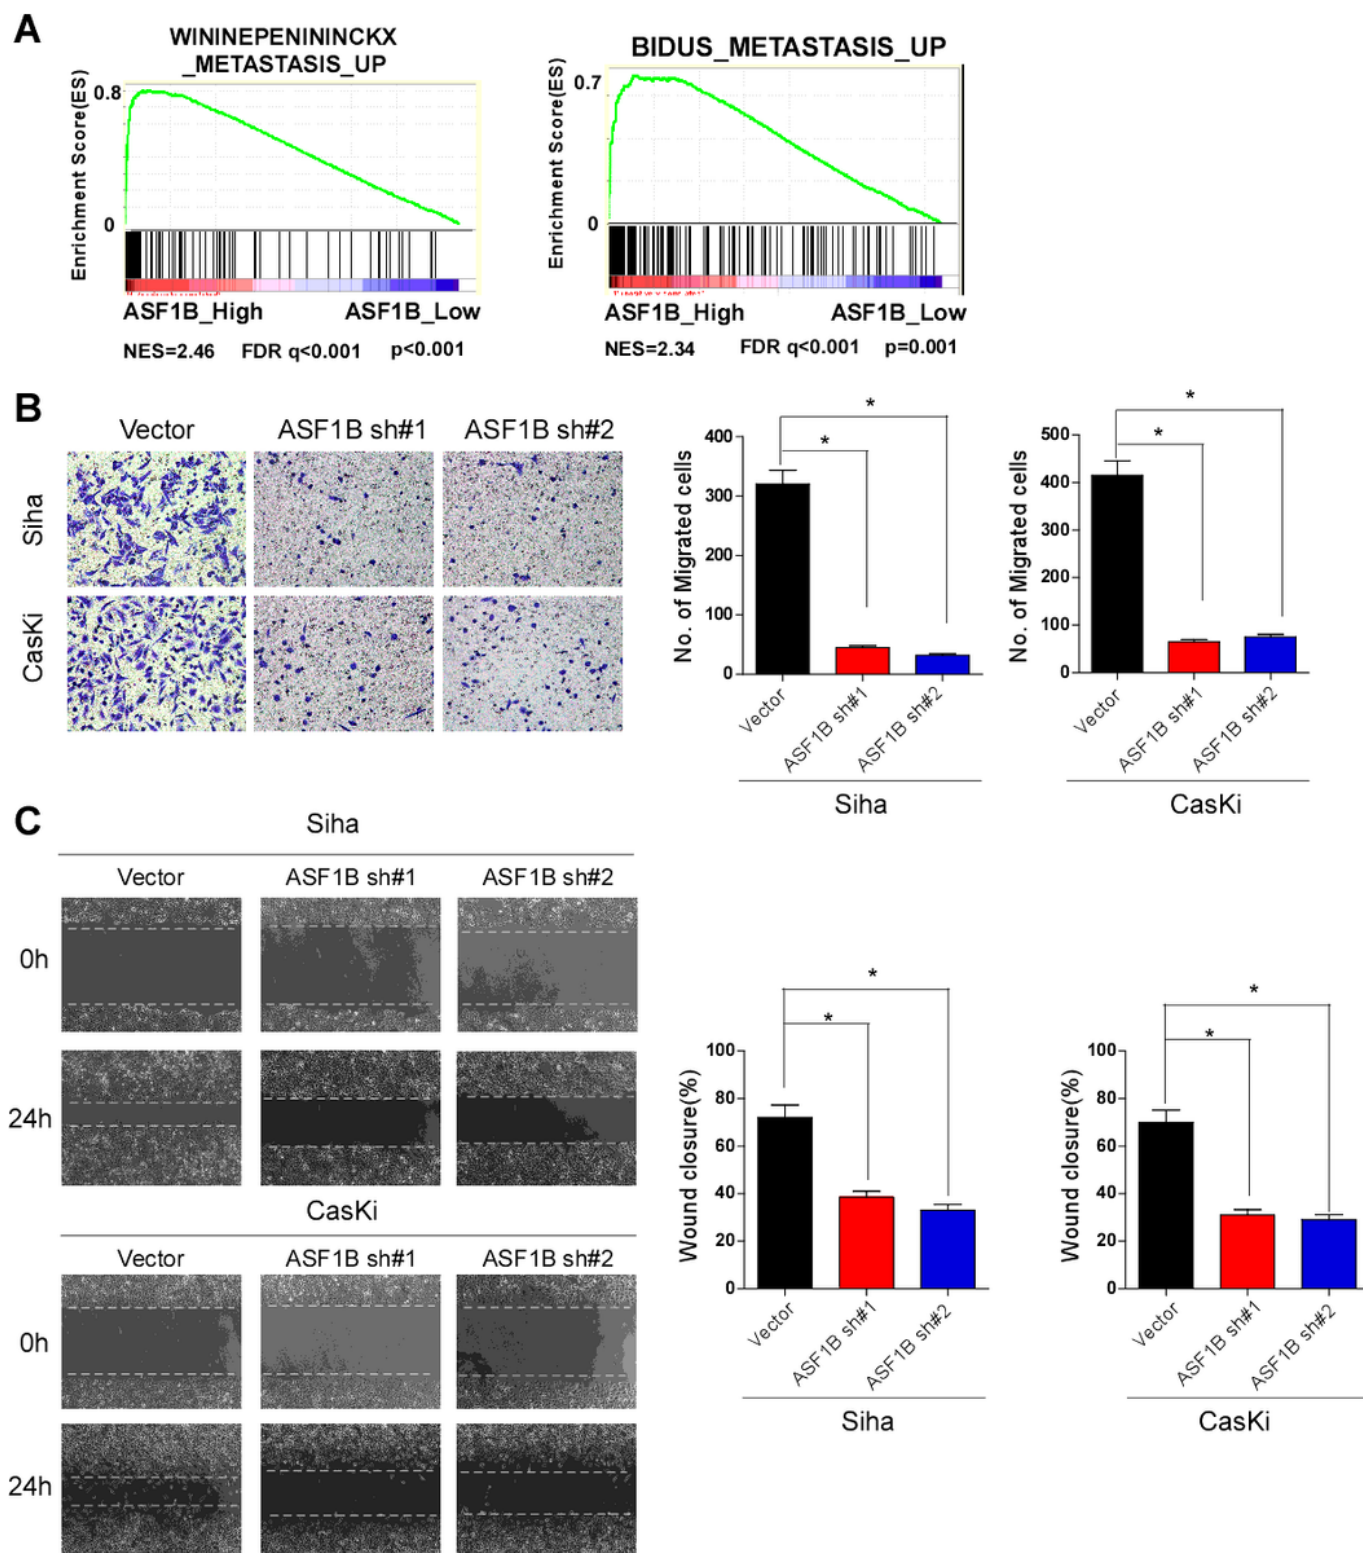 A
WININEPENININCKX
_METASTASIS_UP
Enrichment Score(ES)
0.8
0
ASF1B_High ASF1B_Low
NES=2.46 FDR q<0.001 p<0.001
BIDUS_METASTASIS_UP
Enrichment Score(ES)
0.7
0
ASF1B_High ASF1B_Low
NES=2.34 FDR q<0.001 p=0.001
B
Vector ASF1B sh#1 ASF1B sh#2
Siha
CasKi
No. of Migrated cells
400
300
200
100
0
*
*
Vector
ASF1B sh#1
ASF1B sh#2
Siha
No. of Migrated cells
500
400
300
200
100
0
*
*
Vector
ASF1B sh#1
ASF1B sh#2
CasKi
C
Siha
Vector ASF1B sh#1 ASF1B sh#2
0h
24h
CasKi
Vector ASF1B sh#1 ASF1B sh#2
0h
24h
Wound closure(%)
100
80
60
40
20
0
*
*
Vector
ASF1B sh#1
ASF1B sh#2
Siha
Wound closure(%)
100
80
60
40
20
0
*
*
Vector
ASF1B sh#1
ASF1B sh#2
CasKi